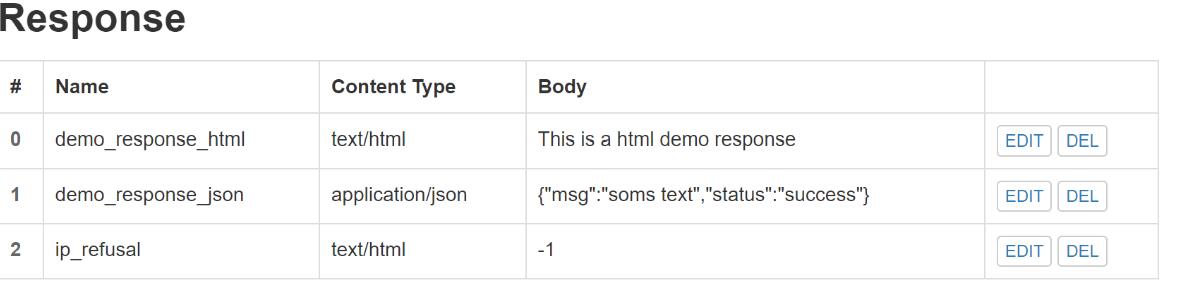 Response
# Name Content Type Body
0 demo_response_html text/html This is a html demo response EDIT DEL
1 demo_response_json application/json {"msg":"soms text","status":"success"} EDIT DEL
2 ip_refusal text/html -1 EDIT DEL